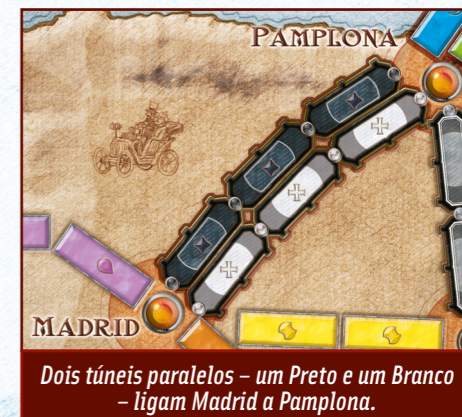 PAMPLONA
MADRID
Dois túneis paralelos – um Preto e um Branco
– ligam Madrid a Pamplona.